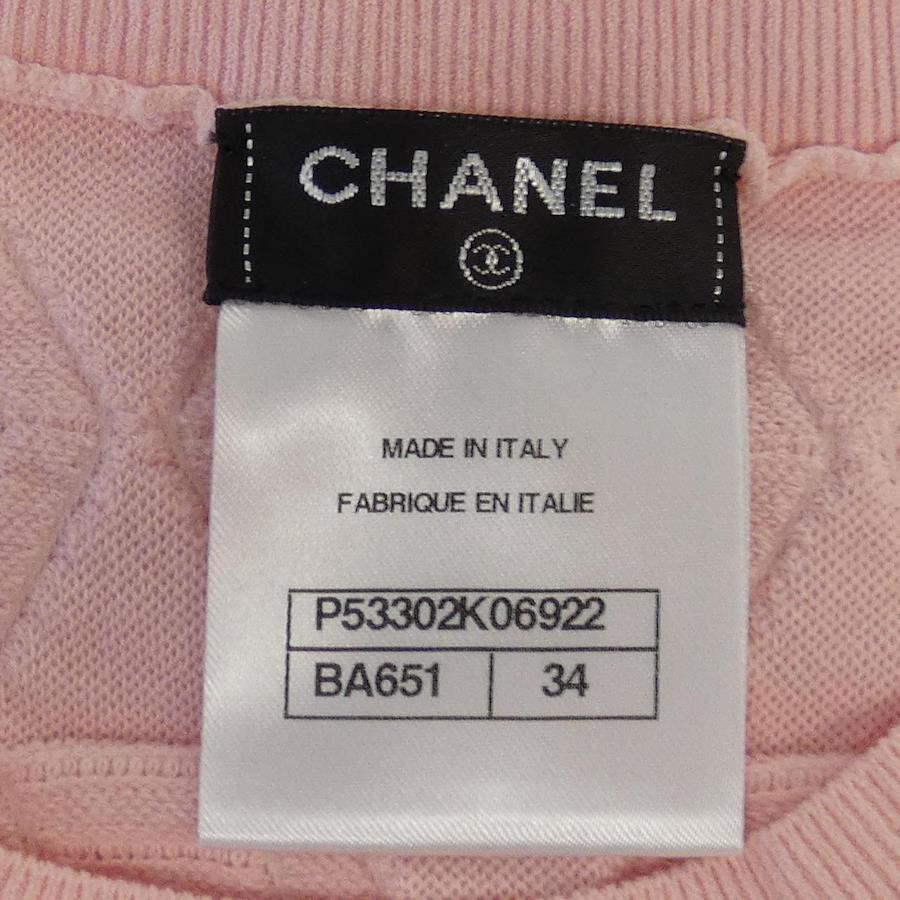 CHANEL
MADE IN ITALY
FABRIQUE EN ITALIE
P53302K06922
BA651 34